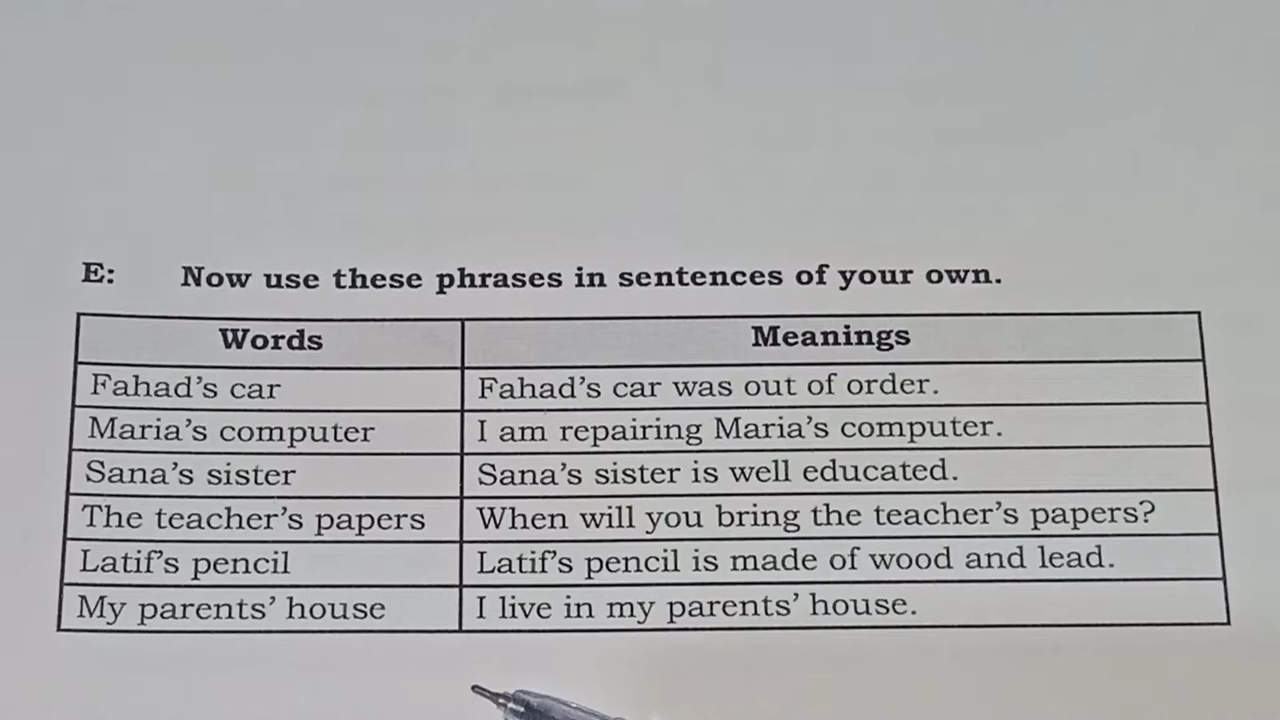 E: Now use these phrases in sentences of your own.
Words Meanings
Fahad's car Fahad's car was out of order.
Maria's computer I am repairing Maria's computer.
Sana's sister Sana's sister is well educated.
The teacher's papers When will you bring the teacher's papers?
Latif's pencil Latif's pencil is made of wood and lead.
My parents' house I live in my parents' house.